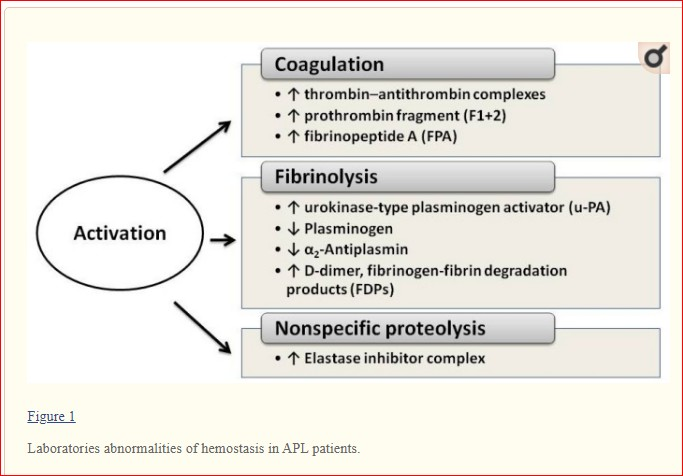 Coagulation
• ↑ thrombin–antithrombin complexes
• ↑ prothrombin fragment (F1+2)
• ↑ fibrinopeptide A (FPA)
Activation
Fibrinolysis
• ↑ urokinase-type plasminogen activator (u-PA)
• ↓ Plasminogen
• ↓ α₂-Antiplasmin
• ↑ D-dimer, fibrinogen-fibrin degradation
products (FDPs)
Nonspecific proteolysis
• ↑ Elastase inhibitor complex
Figure 1
Laboratories abnormalities of hemostasis in APL patients.